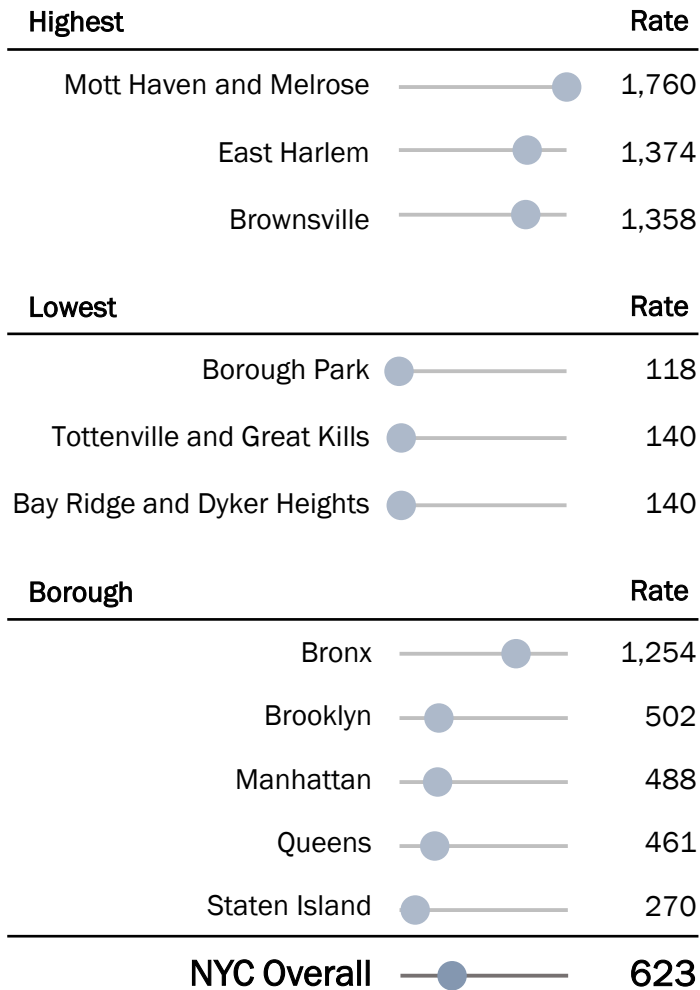 Highest Rate
Mott Haven and Melrose 1,760
East Harlem 1,374
Brownsville 1,358
Lowest Rate
Borough Park 118
Tottenville and Great Kills 140
Bay Ridge and Dyker Heights 140
Borough Rate
Bronx 1,254
Brooklyn 502
Manhattan 488
Queens 461
Staten Island 270
NYC Overall 623